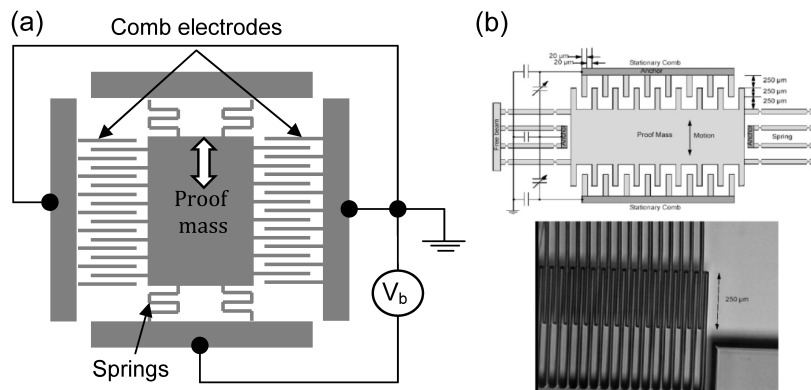 (a)
Comb electrodes
Proof
mass
Springs
Vb
(b)
20 μm
20 μm
Stationary Comb
Anchor
250 μm
250 μm
250 μm
Free beam
Anchor
Proof Mass
Motion
Anchor
Spring
Stationary Comb
250 μm